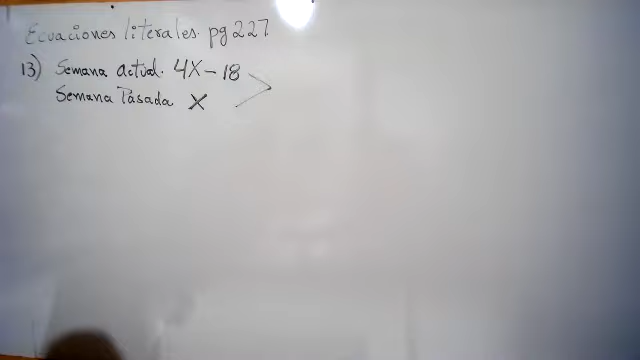 Ecuaciones literales. pg 227
13) Semana actual. 4X - 18
Semana Pasada X